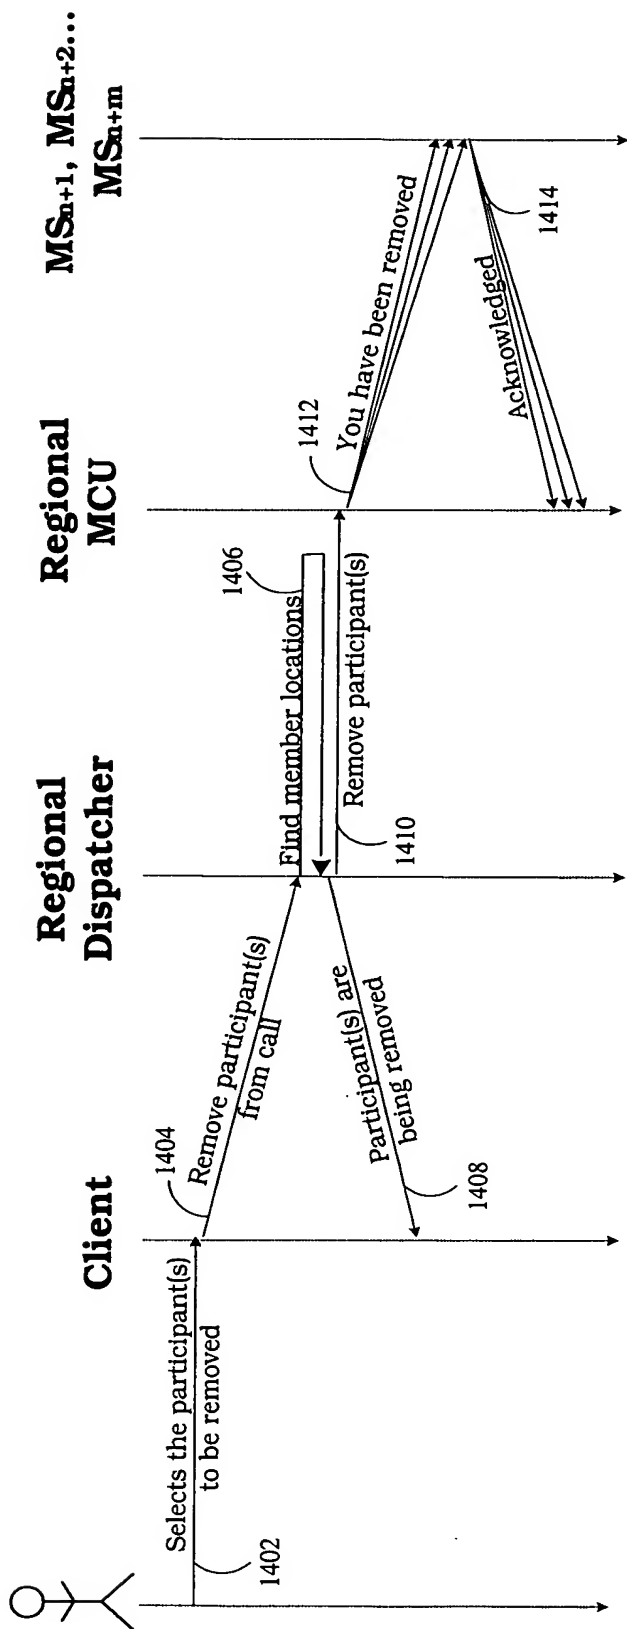 Client
Regional
Dispatcher
Regional
MCU
MSn+1, MSn+2...
MSn+m
Selects the participant(s)
to be removed
1402
1404
Remove participant(s)
from call
Find member locations
1406
Participant(s) are
being removed
1408
Remove participant(s)
1410
1412
You have been removed
Acknowledged
1414